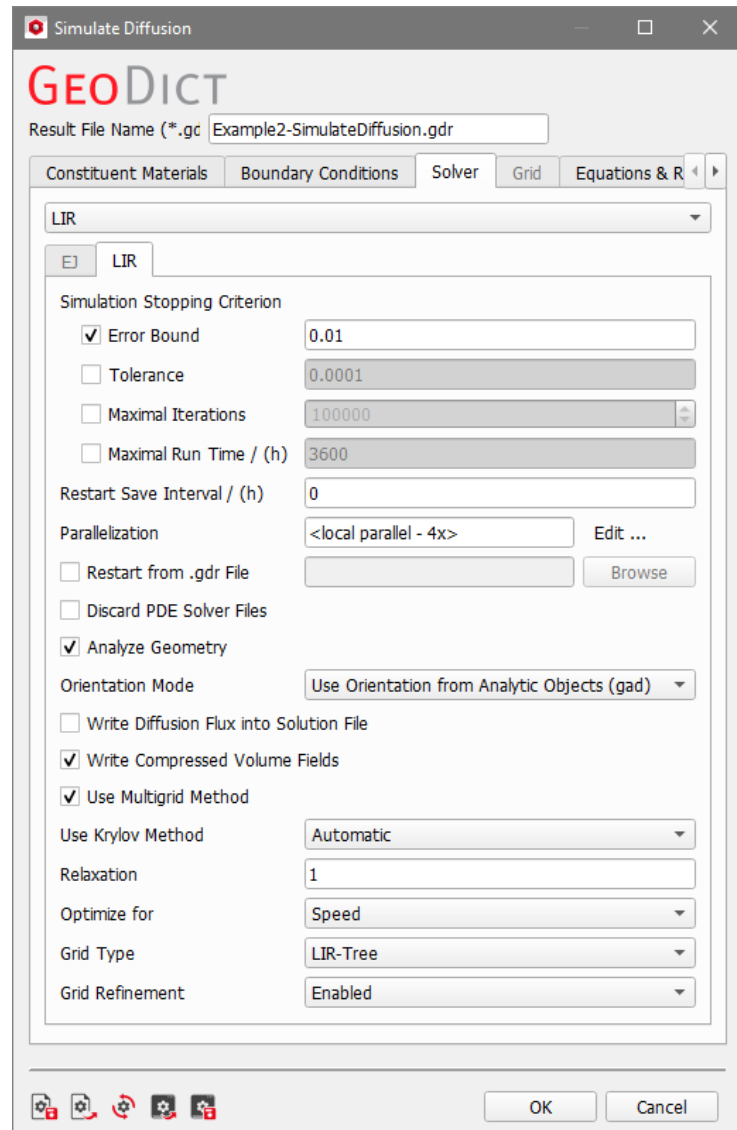 Simulate Diffusion
GEODICT
Result File Name (*.gd Example2-SimulateDiffusion.gdr
Constituent Materials Boundary Conditions Solver Grid Equations & R
LIR
EJ LIR
Simulation Stopping Criterion
Error Bound 0.01
Tolerance 0.0001
Maximal Iterations 100000
Maximal Run Time / (h) 3600
Restart Save Interval / (h) 0
Parallelization <local parallel - 4x> Edit ...
Restart from .gdr File Browse
Discard PDE Solver Files
Analyze Geometry
Orientation Mode Use Orientation from Analytic Objects (gad)
Write Diffusion Flux into Solution File
Write Compressed Volume Fields
Use Multigrid Method
Use Krylov Method Automatic
Relaxation 1
Optimize for Speed
Grid Type LIR-Tree
Grid Refinement Enabled
OK Cancel